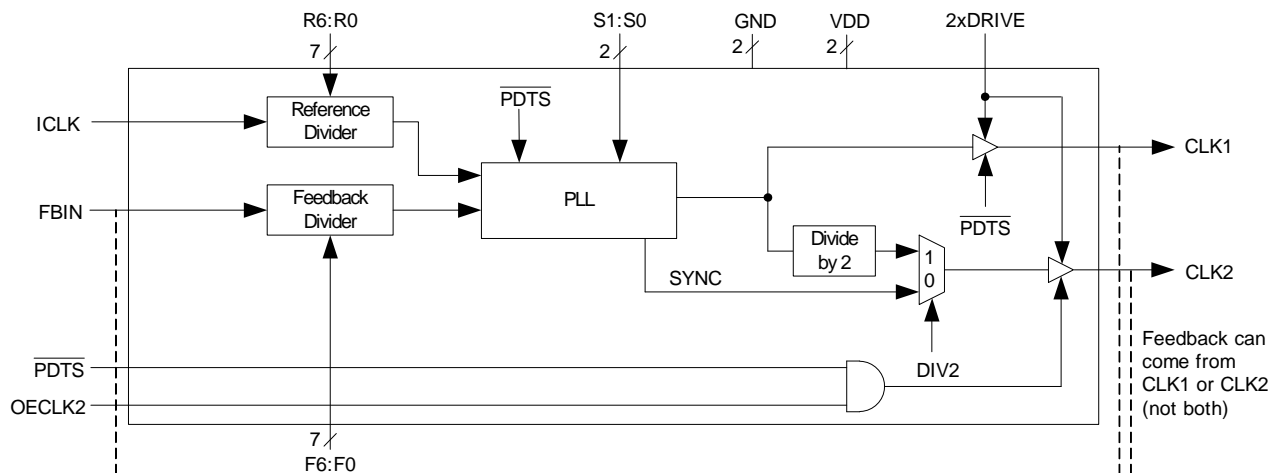 R6:R0
S1:S0
GND
VDD
2xDRIVE
7
2
2
2
ICLK
Reference
Divider
PDTS
CLK1
FBIN
Feedback
Divider
PLL
PDTS
Divide
by 2
1
0
SYNC
CLK2
DIV2
PDTS
OECLK2
Feedback can
come from
CLK1 or CLK2
(not both)
7
F6:F0